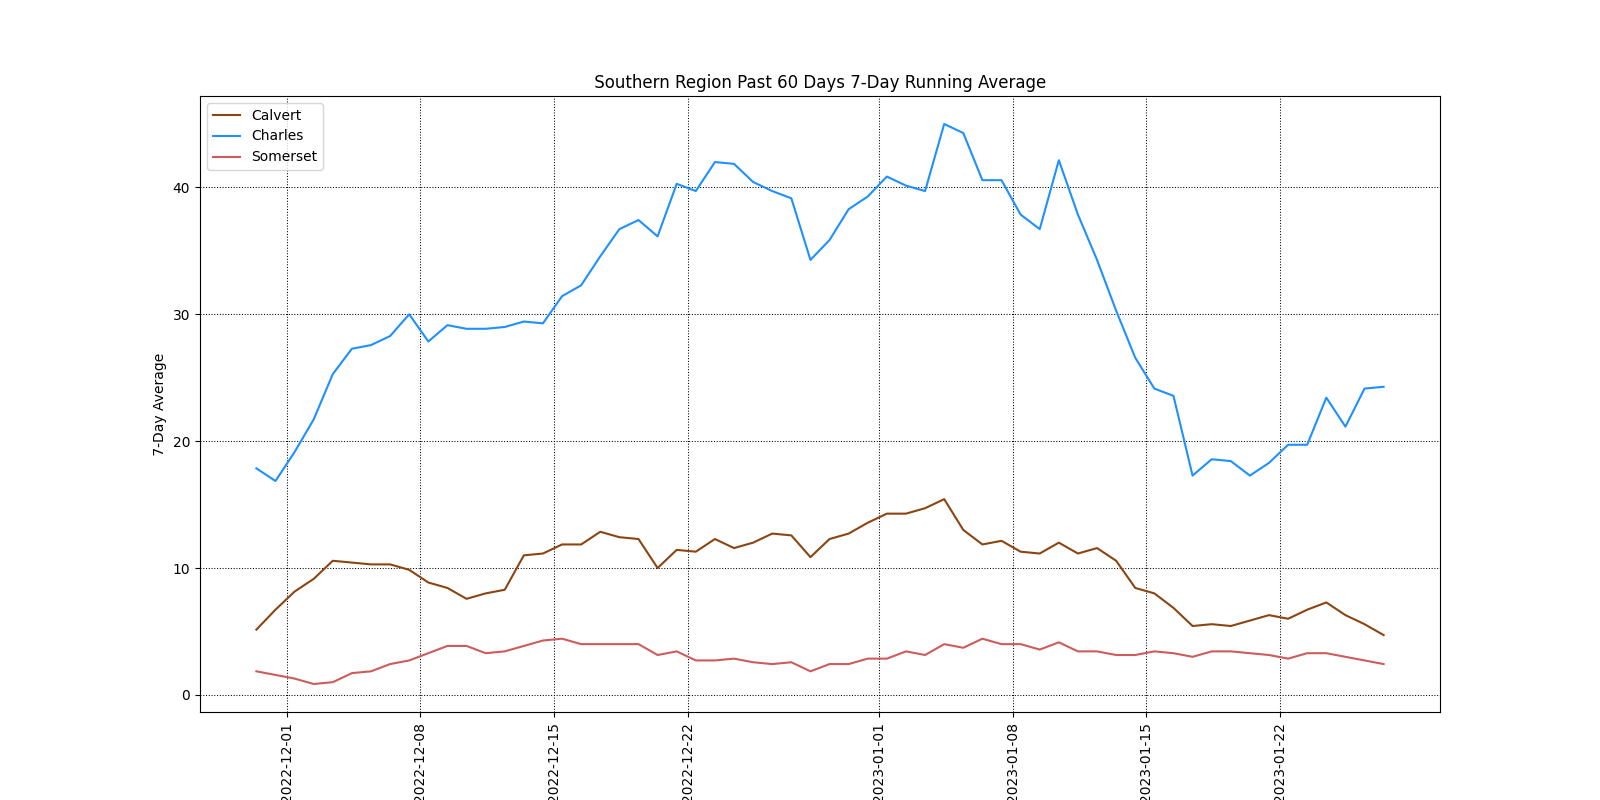 Southern Region Past 60 Days 7-Day Running Average
Calvert
Charles
Somerset
7-Day Average
40
30
20
10
0
2022-12-01
2022-12-08
2022-12-15
2022-12-22
2023-01-01
2023-01-08
2023-01-15
2023-01-22